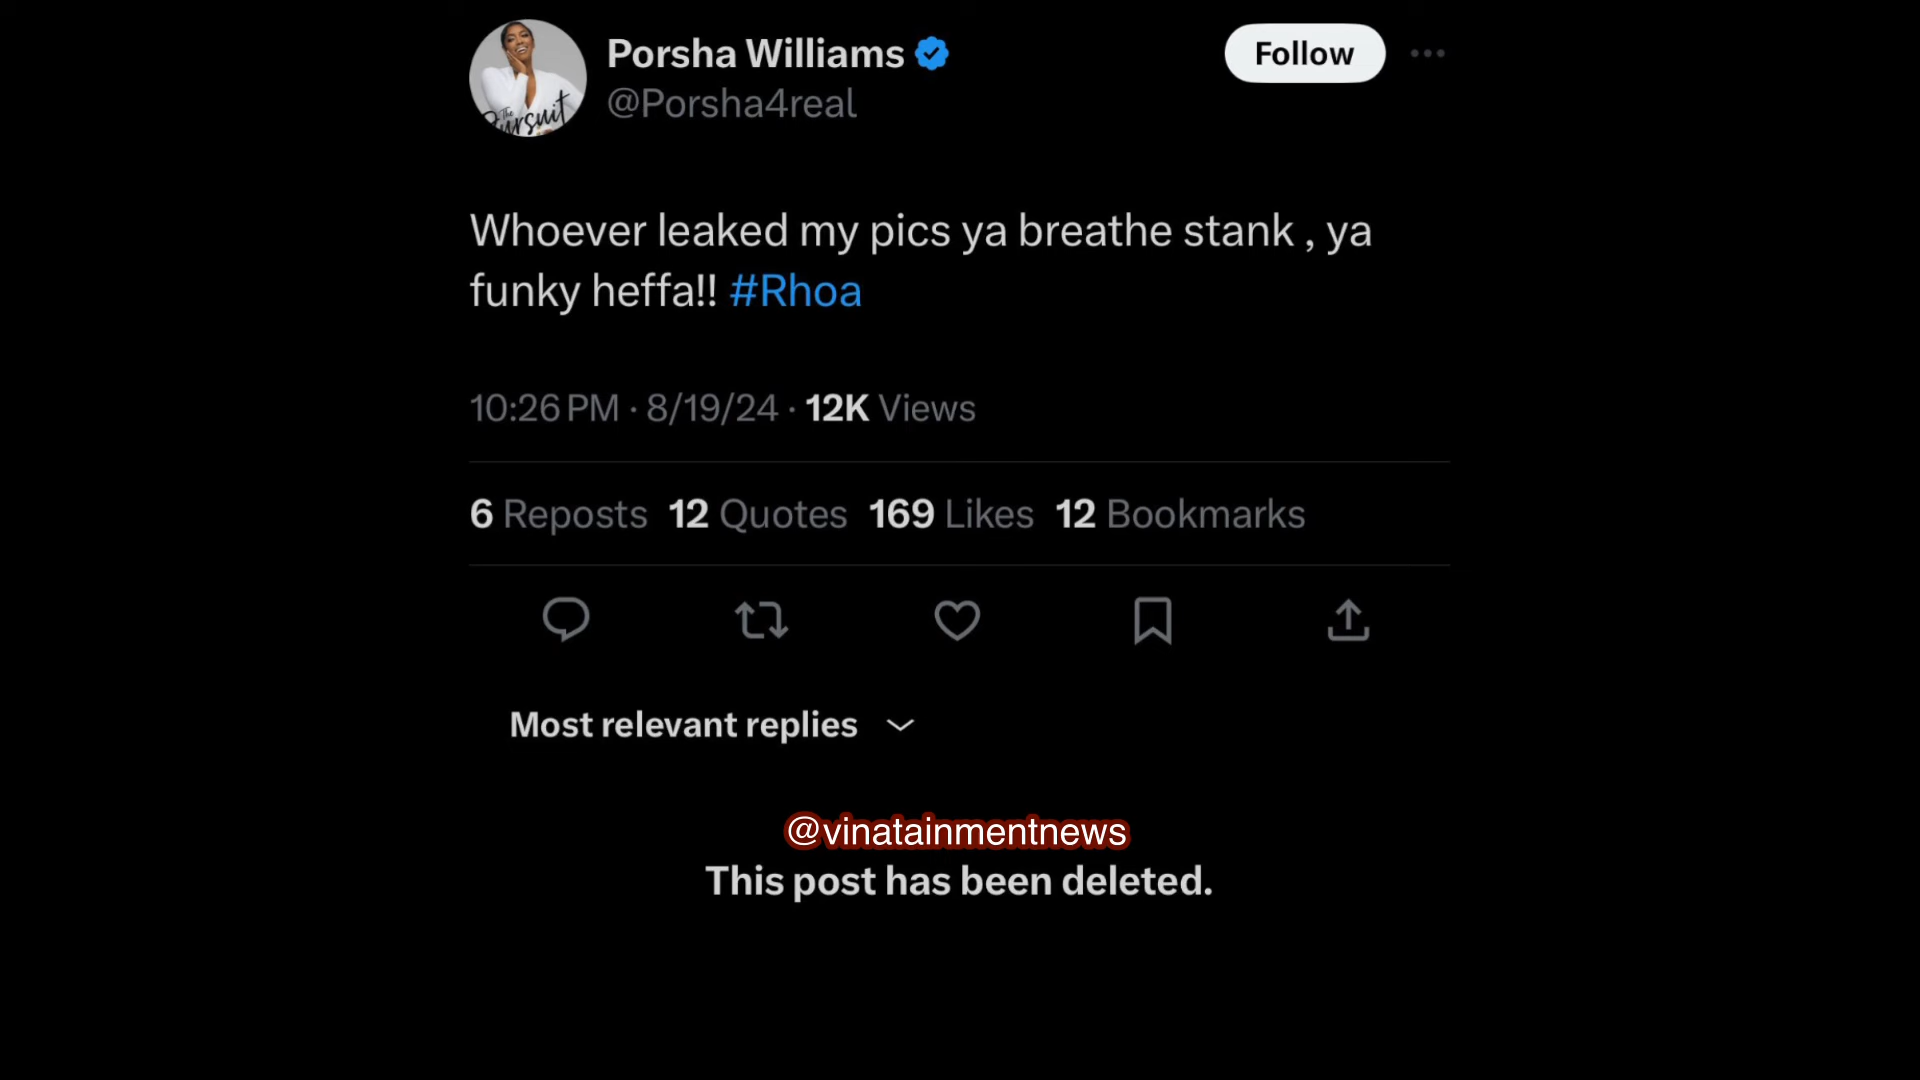 The
Pursuit
Porsha Williams
@Porsha4real
Follow
Whoever leaked my pics ya breathe stank , ya
funky heffa!! #Rhoa
10:26 PM · 8/19/24 · 12K Views
6 Reposts 12 Quotes 169 Likes 12 Bookmarks
Most relevant replies
@vinatainmentnews
This post has been deleted.